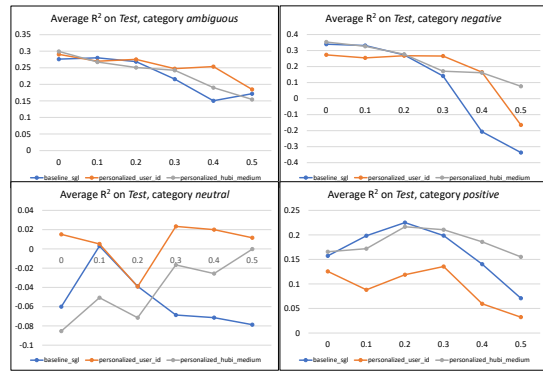 Average R² on Test, category ambiguous
0.35
0.3
0.25
0.2
0.15
0.1
0.05
0
0 0.1 0.2 0.3 0.4 0.5
baseline_sgl personalized_user_id personalized_hubi_medium
Average R² on Test, category negative
0.4
0.3
0.2
0.1
0
-0.1
-0.2
-0.3
-0.4
0 0.1 0.2 0.3 0.4 0.5
baseline_sgl personalized_user_id personalized_hubi_medium
Average R² on Test, category neutral
0.04
0.02
0
-0.02
-0.04
-0.06
-0.08
-0.1
0 0.1 0.2 0.3 0.4 0.5
baseline_sgl personalized_user_id personalized_hubi_medium
Average R² on Test, category positive
0.25
0.2
0.15
0.1
0.05
0
0 0.1 0.2 0.3 0.4 0.5
baseline_sgl personalized_user_id personalized_hubi_medium